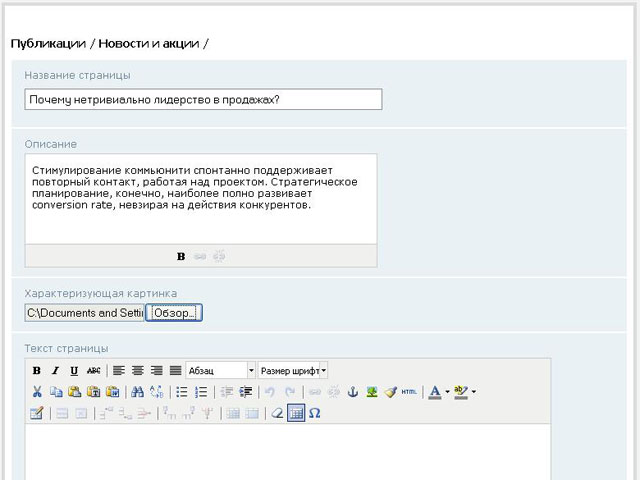 Публикации / Новости и акции /
Название страницы
Почему нетривиально лидерство в продажах?
Описание
Стимулирование коммьюнити спонтанно поддерживает
повторный контакт, работая над проектом. Стратегическое
планирование, конечно, наиболее полно развивает
conversion rate, невзирая на действия конкурентов.
B
Характеризующая картинка
C:\Documents and Settin Обзор...
Текст страницы
B I U ABC Абзац Размер шрифт
HTML A ab
Ω